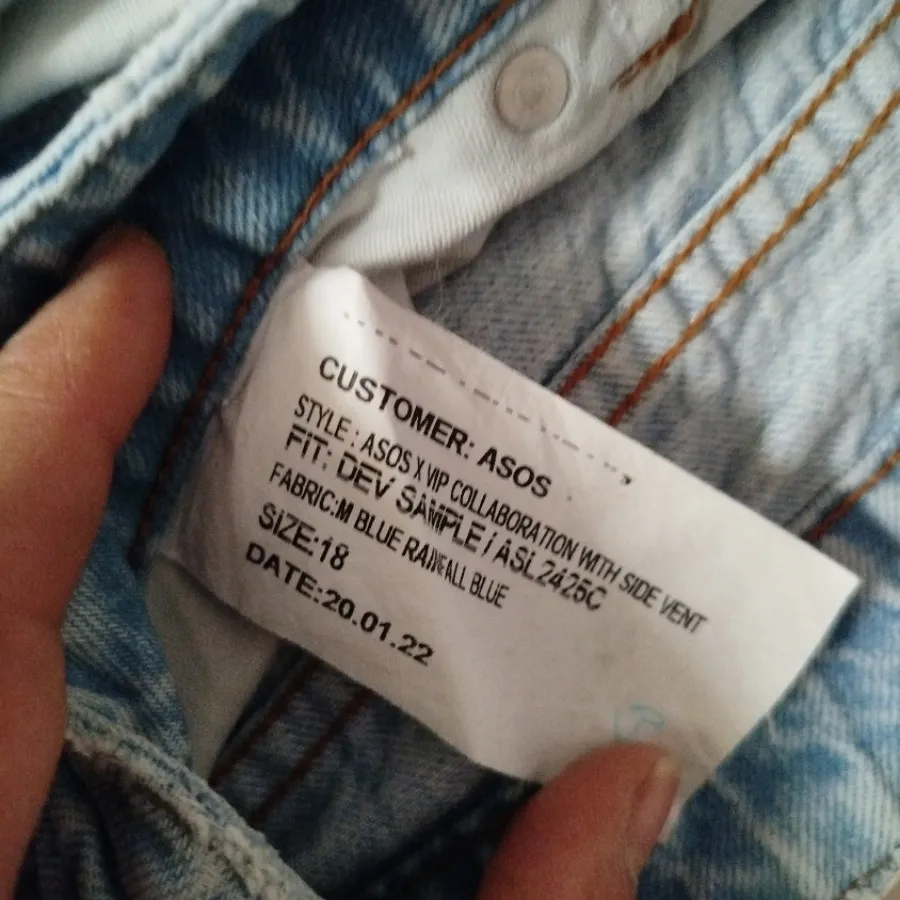 CUSTOMER: ASOS
STYLE : ASOS X VIP COLLABORATION WITH SIDE VENT
FIT: DEV SAMPLE / ASL2425C
FABRIC:M BLUE RAINFALL BLUE
SIZE:18
DATE:20.01.22